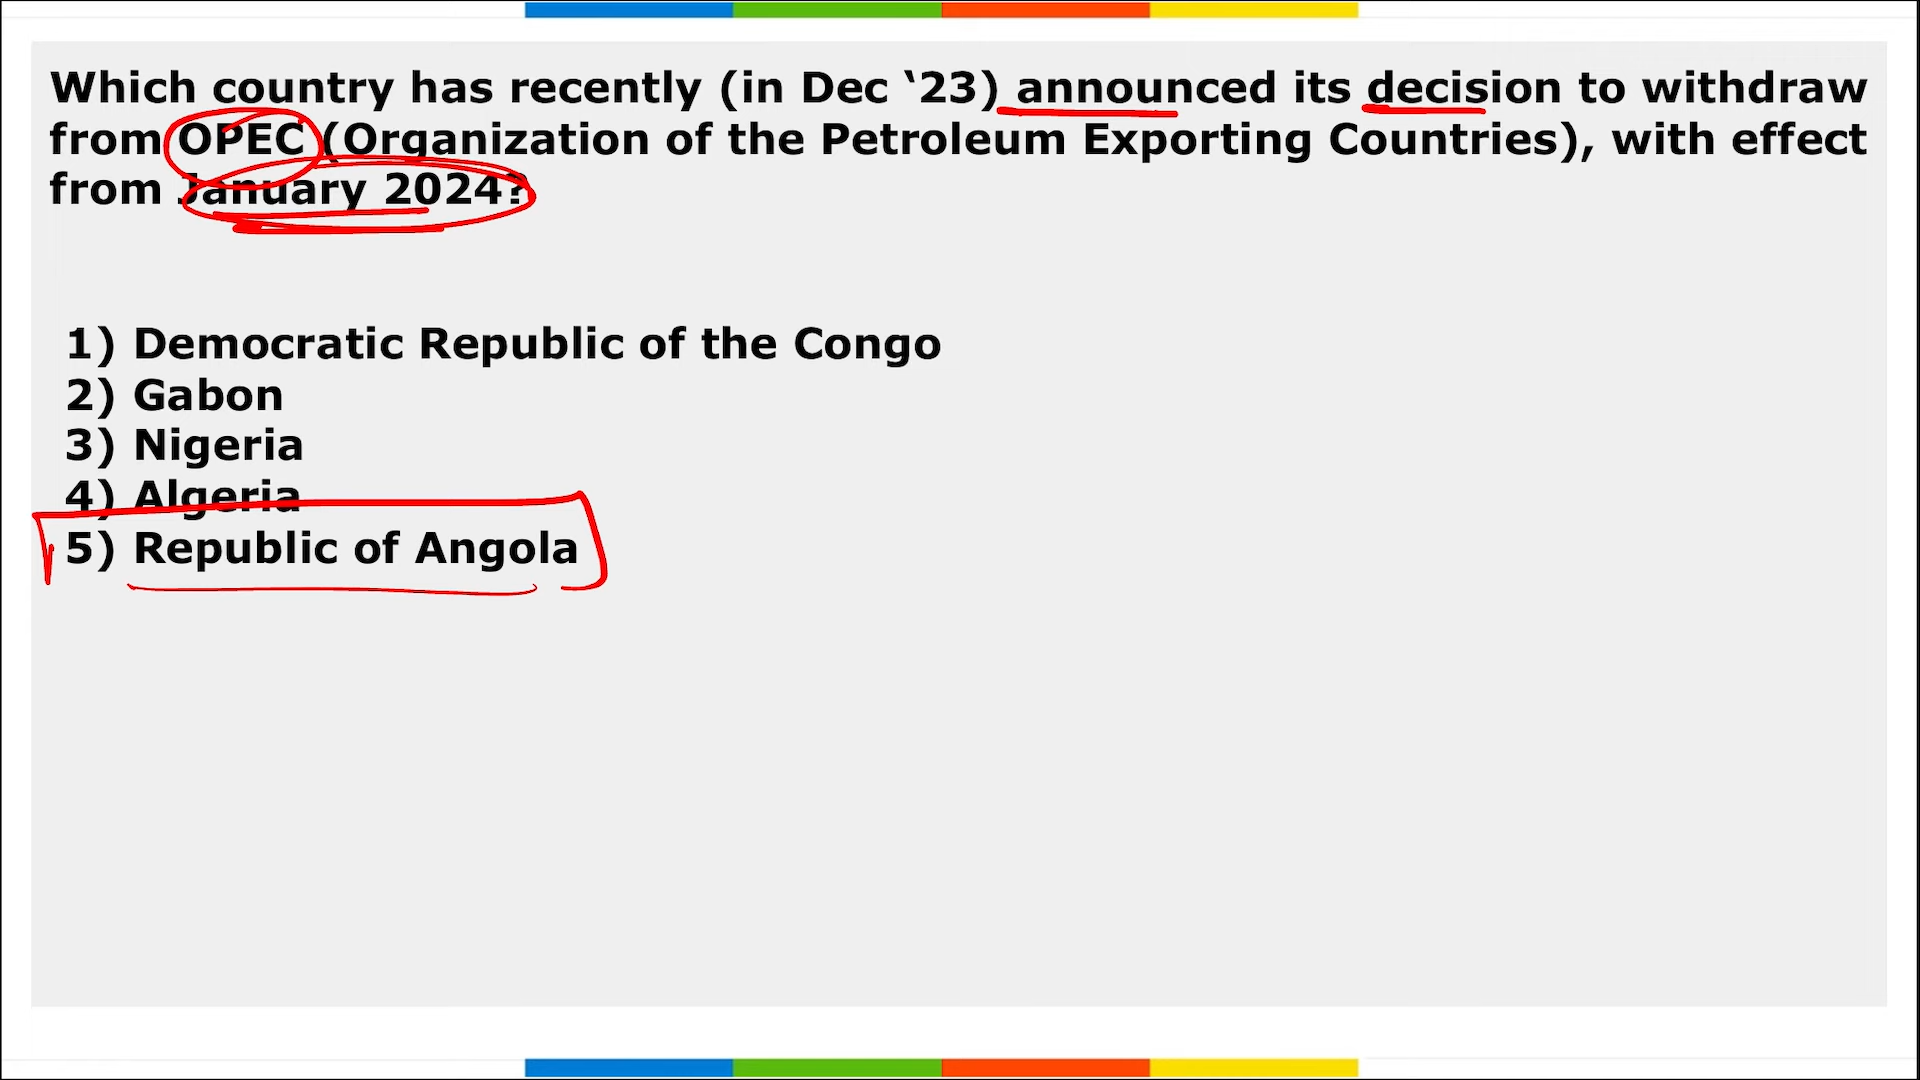 Which country has recently (in Dec ‘23) announced its decision to withdraw
from OPEC (Organization of the Petroleum Exporting Countries), with effect
from January 2024?
1) Democratic Republic of the Congo
2) Gabon
3) Nigeria
4) Algeria
5) Republic of Angola